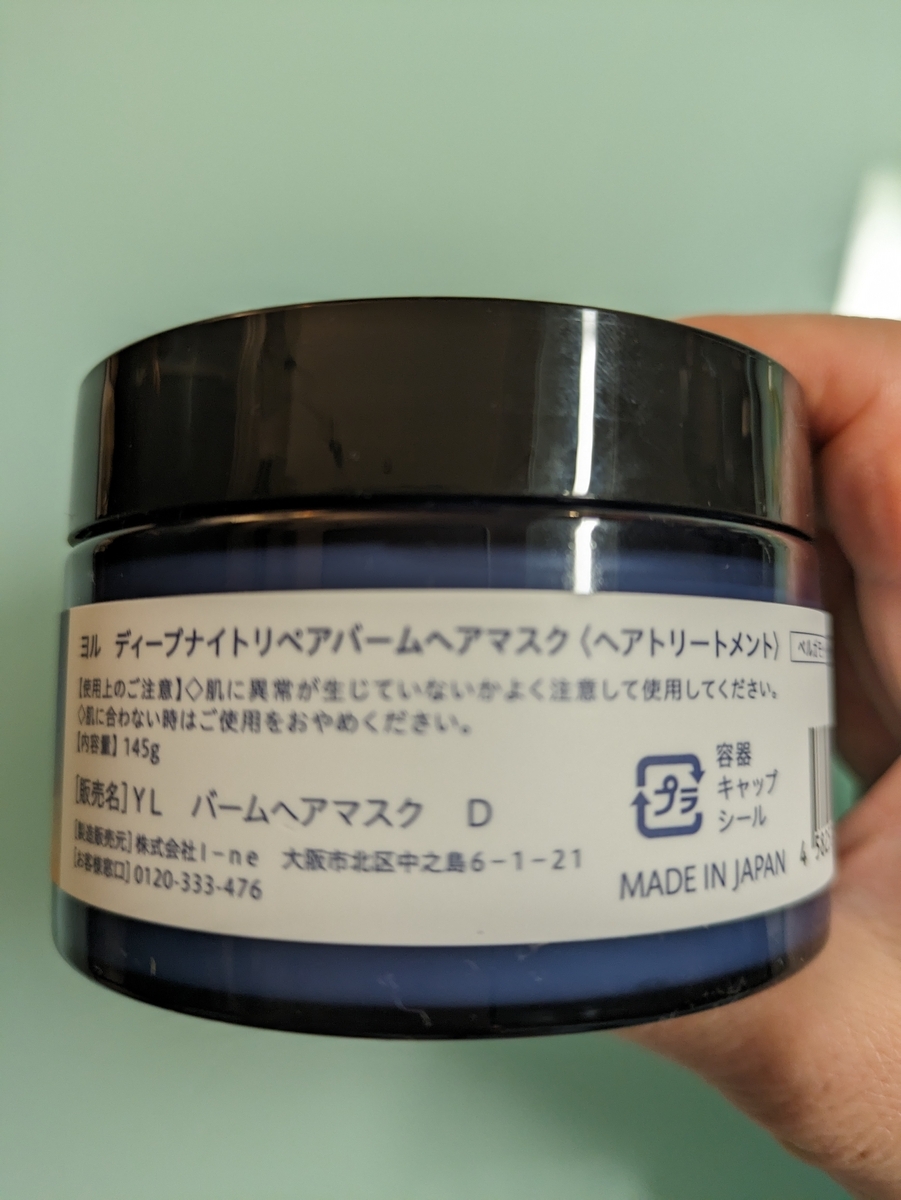 ヨル ディープナイトリペアバームヘアマスク〈ヘアトリートメント〉
【使用上のご注意】◇肌に異常が生じていないかよく注意して使用してください。
◇肌に合わない時はご使用をおやめください。
【内容量】145g
[販売名]YL バームヘアマスク D
[製造販売元]株式会社I-ne 大阪市北区中之島6-1-21
[お客様窓口]0120-333-476
プラ
容器
キャップ
シール
MADE IN JAPAN